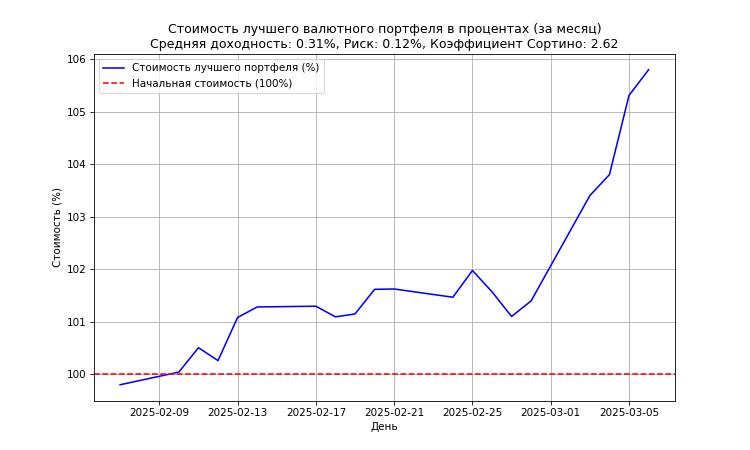 Стоимость лучшего валютного портфеля в процентах (за месяц)
Средняя доходность: 0.31%, Риск: 0.12%, Коэффициент Сортино: 2.62
Стоимость лучшего портфеля (%)
Начальная стоимость (100%)
Стоимость (%)
106
105
104
103
102
101
100
2025-02-09 2025-02-13 2025-02-17 2025-02-21 2025-02-25 2025-03-01 2025-03-05
День